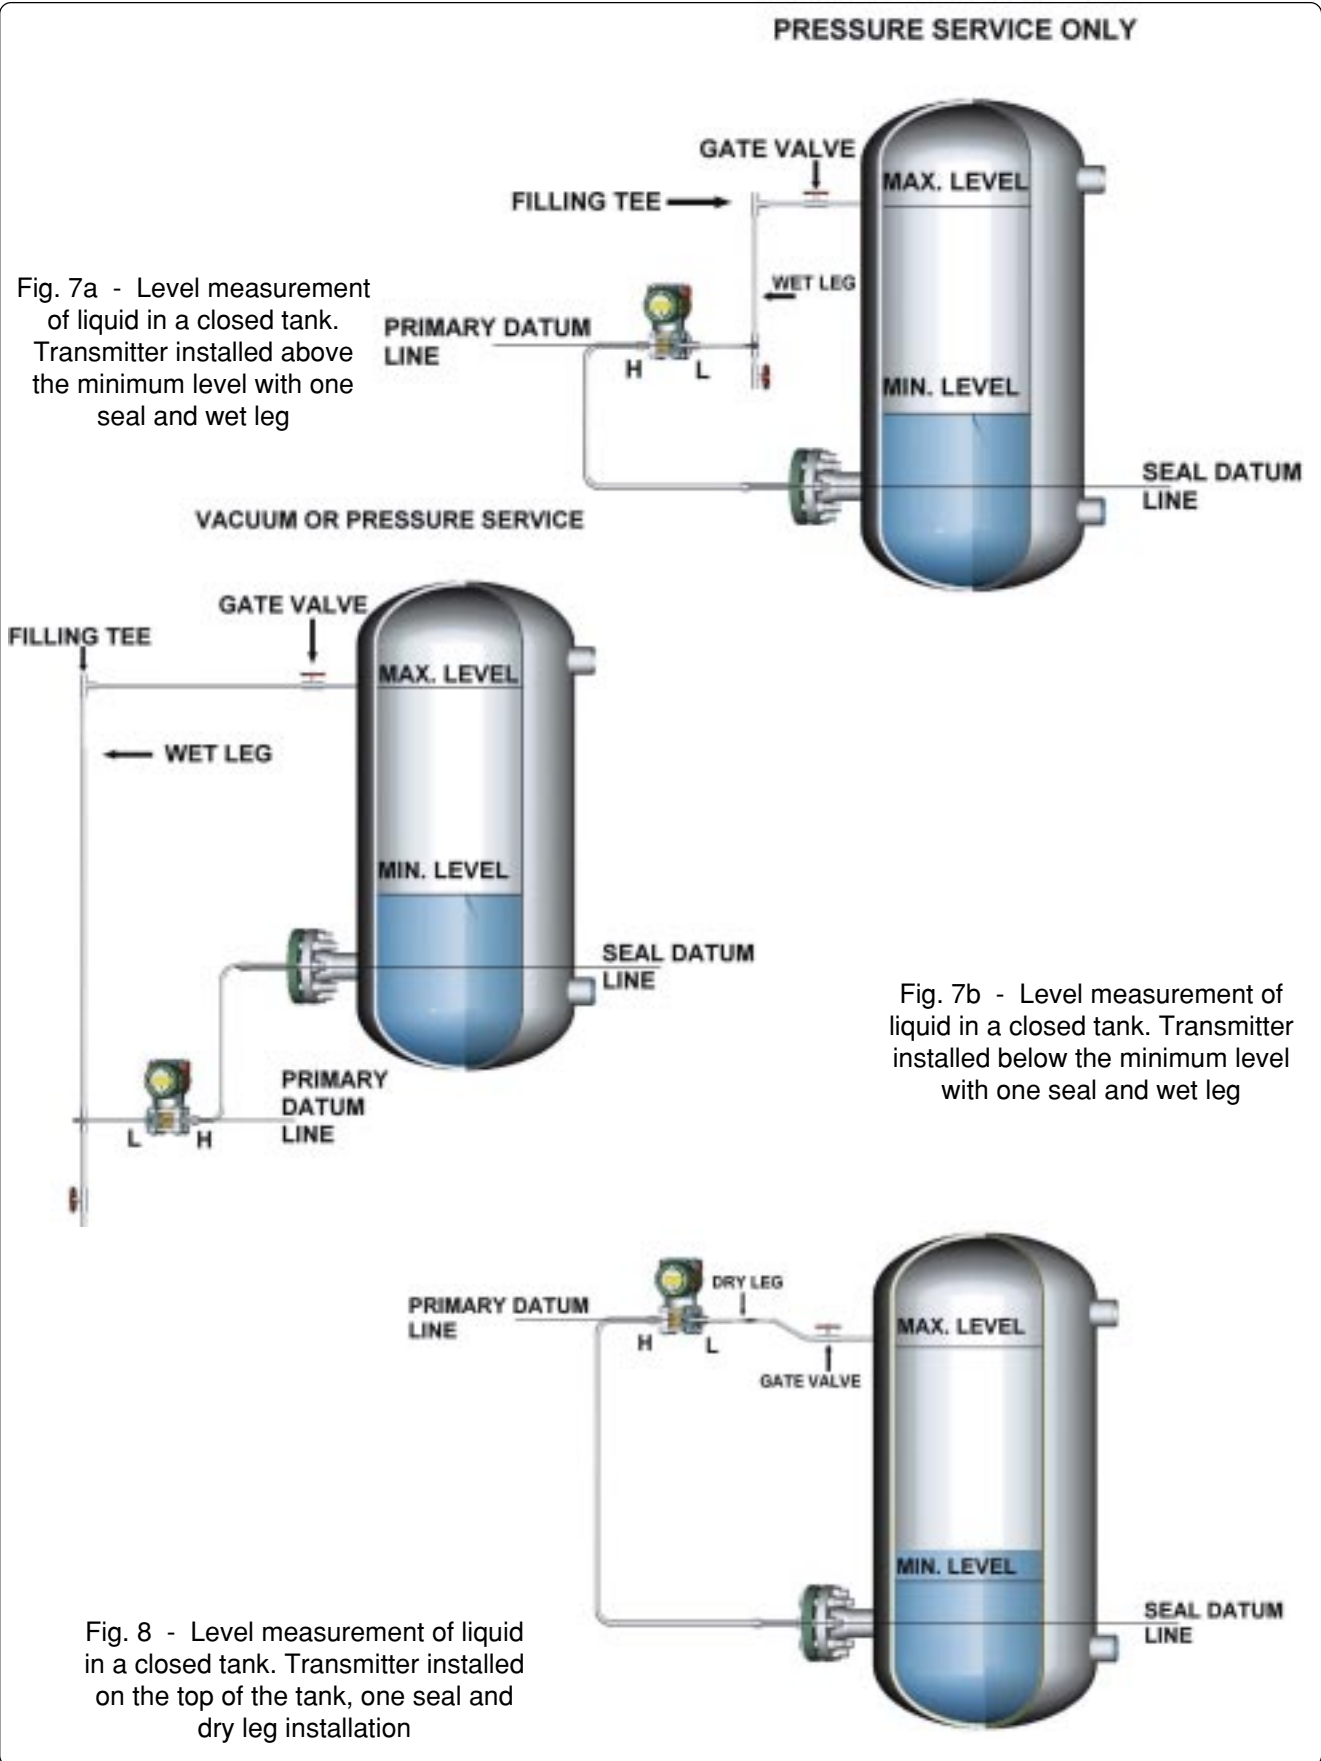 PRESSURE SERVICE ONLY
GATE VALVE
MAX. LEVEL
FILLING TEE
WET LEG
Fig. 7a - Level measurement
of liquid in a closed tank.
Transmitter installed above
the minimum level with one
seal and wet leg
PRIMARY DATUM
LINE
H
L
MIN. LEVEL
SEAL DATUM
LINE
VACUUM OR PRESSURE SERVICE
GATE VALVE
FILLING TEE
MAX. LEVEL
WET LEG
MIN. LEVEL
SEAL DATUM
LINE
PRIMARY
DATUM
LINE
L
H
Fig. 7b - Level measurement of
liquid in a closed tank. Transmitter
installed below the minimum level
with one seal and wet leg
DRY LEG
PRIMARY DATUM
LINE
H
L
MAX. LEVEL
GATE VALVE
MIN. LEVEL
SEAL DATUM
LINE
Fig. 8 - Level measurement of liquid
in a closed tank. Transmitter installed
on the top of the tank, one seal and
dry leg installation